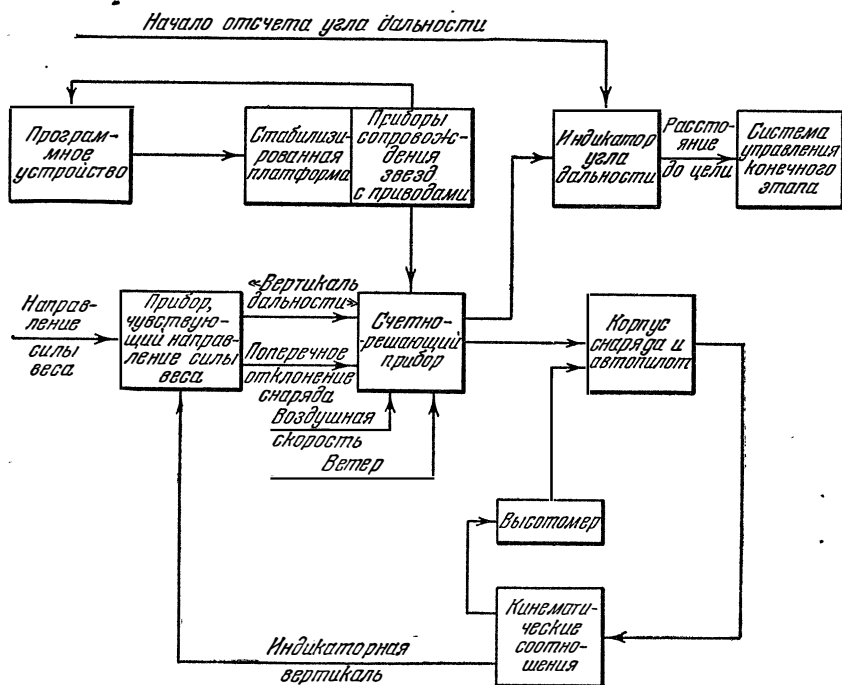 Начало отсчета угла дальности
Програм-
мное
устройство
Стабилизи-
рованная
платформа
Приборы
сопровож-
дения
звезд
с приводами
Индикатор
угла
дальности
Рассто-
яние
до цели
Система
управления
конечного
этапа
Направ-
ление
силы
веса
Прибор,
чувствую-
щий направ-
ление силы
веса
«Вертикаль
дальности»
Поперечное
отклонение
снаряда
Воздушная
скорость
Ветер
Счетно-
решающий
прибор
Корпус
снаряда и
автопилот
Высотомер
Кинемати-
ческие
соотно-
шения
Индикаторная
вертикаль